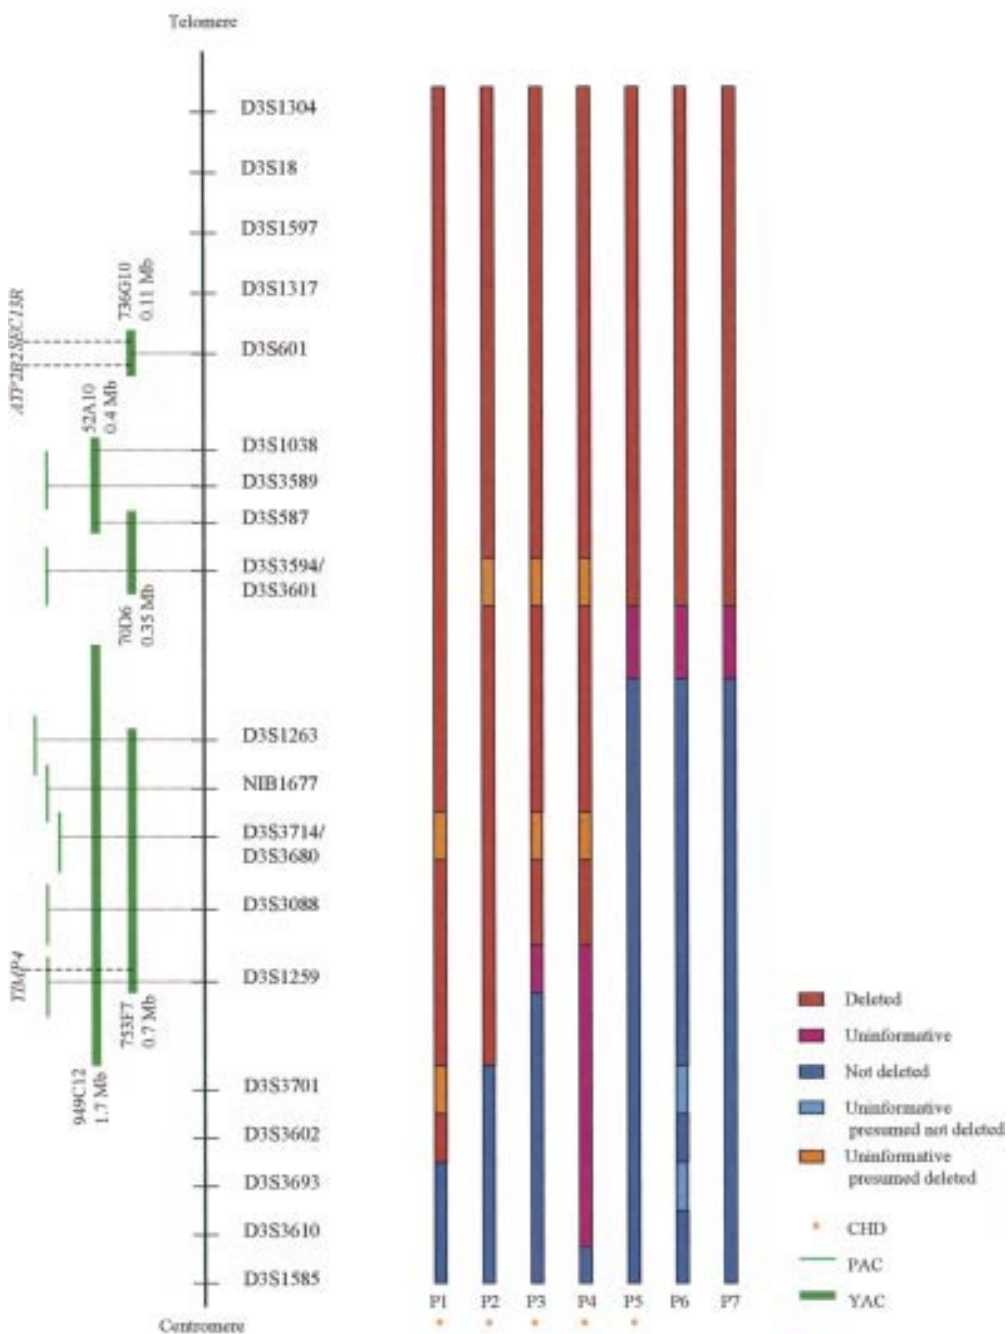 Telomere
D3S1304
D3S18
D3S1597
D3S1317
D3S601
D3S1038
D3S3589
D3S587
D3S3594/
D3S3601
D3S1263
NIB1677
D3S3714/
D3S3680
D3S3088
D3S1259
D3S3701
D3S3602
D3S3693
D3S3610
D3S1585
Centromere
ATP2B2
SEC13R
736G10
0.11 Mb
52A10
0.4 Mb
70D6
0.35 Mb
TIMP4
753F7
0.7 Mb
949C12
1.7 Mb
P1 P2 P3 P4 P5 P6 P7
Deleted
Uninformative
Not deleted
Uninformative
presumed not deleted
Uninformative
presumed deleted
CHD
PAC
YAC